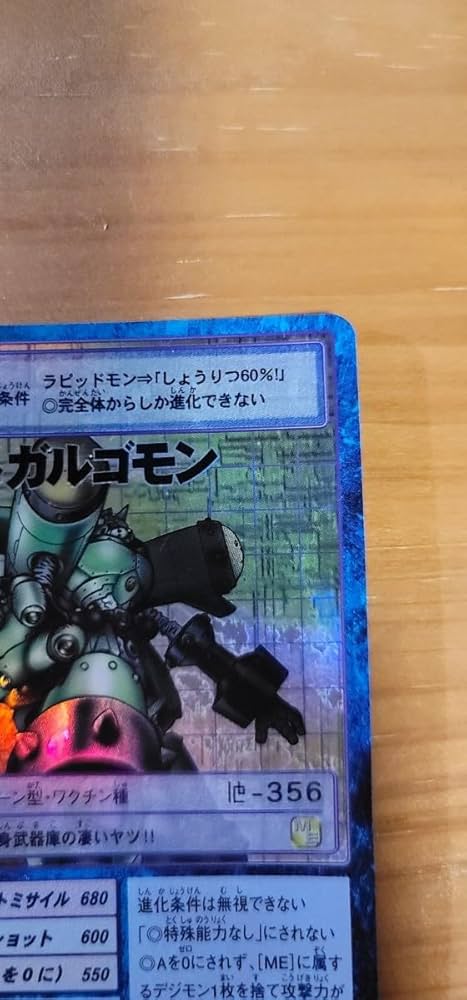 条件 ラピッドモン⇒「しょうりつ60%!」
◎完全体からしか進化できない
ガルゴモン
ーン型・ワクチン種
-356
ME
身武器庫の凄いヤツ!!
トミサイル 680
ショット 600
を0に) 550
進化条件は無視できない
「◎特殊能力なし」にされない
◎Aを0にされず、[ME]に属す
るデジモン1枚を捨て攻撃力が